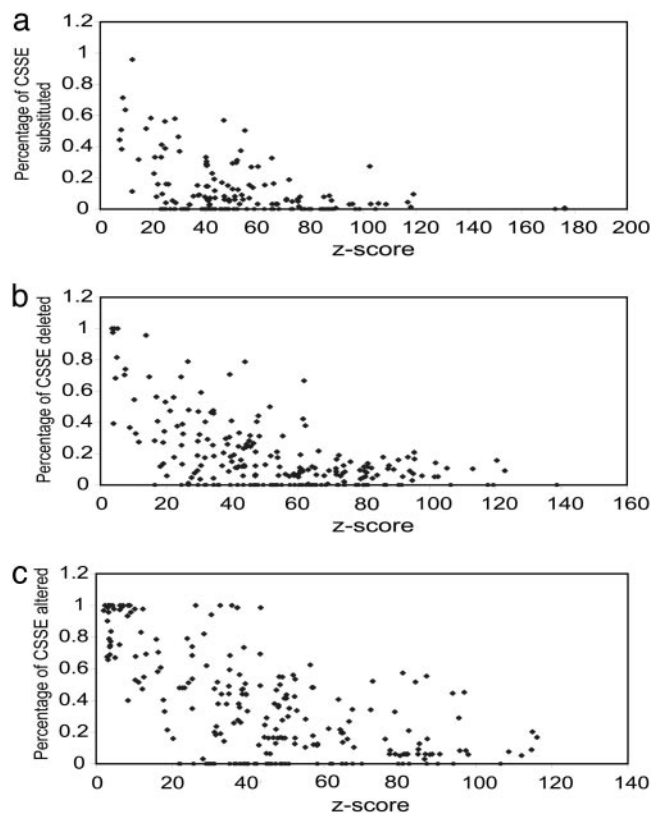 a
Percentage of CSSE
substituted
1.2
1
0.8
0.6
0.4
0.2
0
0 20 40 60 80 100 120 140 160 180 200
z-score
b
Percentage of CSSE deleted
1.2
1
0.8
0.6
0.4
0.2
0
0 20 40 60 80 100 120 140 160
z-score
c
Percentage of CSSE altered
1.2
1
0.8
0.6
0.4
0.2
0
0 20 40 60 80 100 120 140
z-score